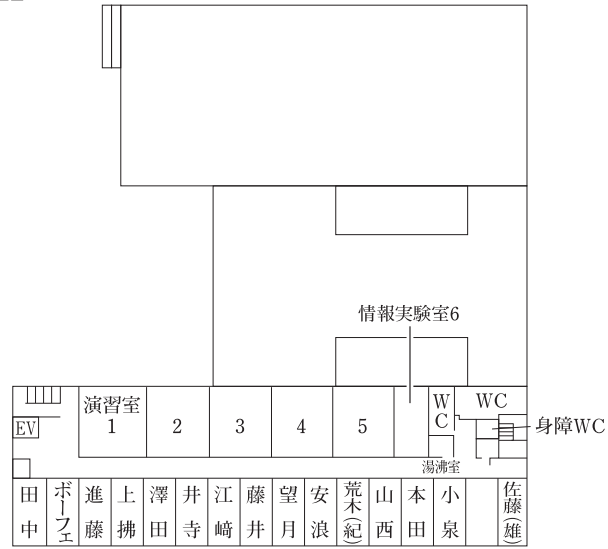 情報実験室6
演習室
1
2
3
4
5
WC
WC
EV
身障WC
湯沸室
田中
ボーフェ
進藤
上拂
澤田
井寺
江﨑
藤井
望月
安浪
荒木(紀)
山西
本田
小泉
佐藤(雄)